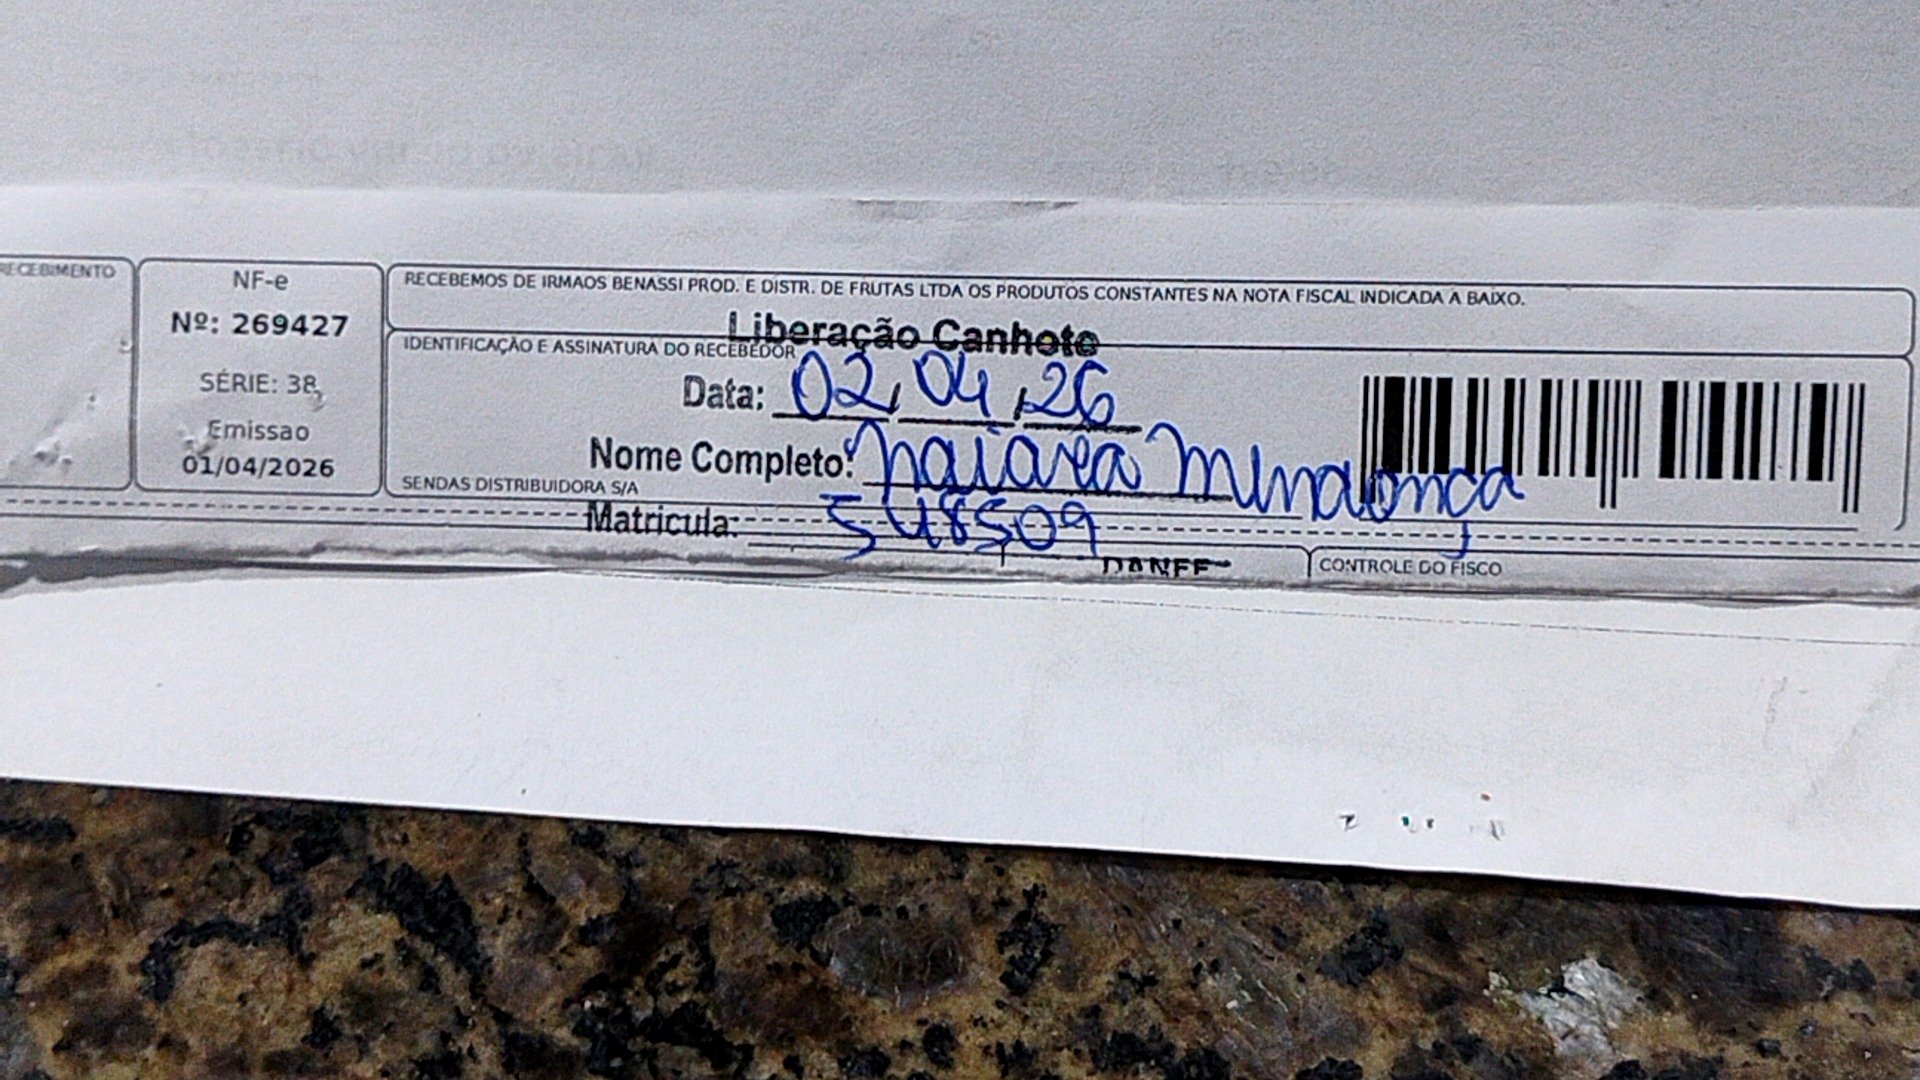 RECEBIMENTO
NF-e
Nº: 269427
SÉRIE: 38
Emissao
01/04/2026
RECEBEMOS DE IRMAOS BENASSI PROD. E DISTR. DE FRUTAS LTDA OS PRODUTOS CONSTANTES NA NOTA FISCAL INDICADA A BAIXO.
Liberação Canhoto
IDENTIFICAÇÃO E ASSINATURA DO RECEBEDOR
Data: 02/04/26
Nome Completo: Naiara Mendonça
SENDAS DISTRIBUIDORA S/A
Matricula: 548509
DANFE
CONTROLE DO FISCO